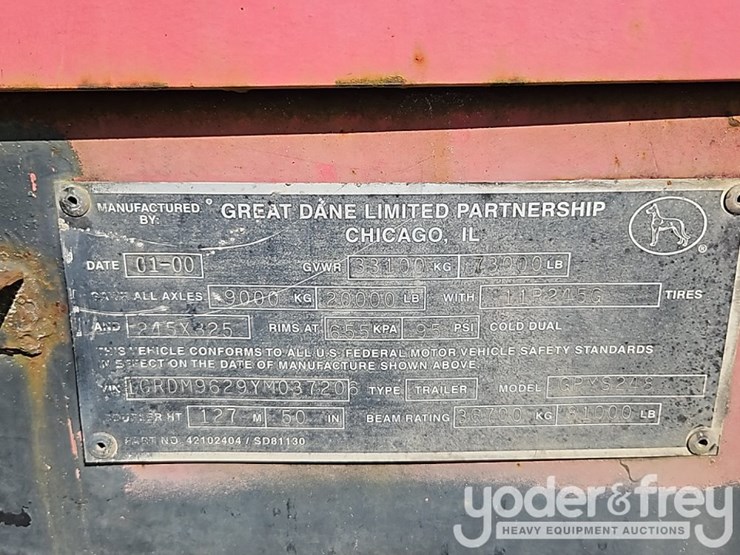 MANUFACTURED BY: GREAT DANE LIMITED PARTNERSHIP
CHICAGO, IL
DATE 01-00 GVWR 33100 KG 73000 LB
ALL AXLES 9000 KG 20000 LB WITH TIRES
AND RIMS AT 655 KPA 95 PSI COLD DUAL
THIS VEHICLE CONFORMS TO ALL U.S. FEDERAL MOTOR VEHICLE SAFETY STANDARDS
IN EFFECT ON THE DATE OF MANUFACTURE SHOWN ABOVE
VIN 1GRDM9629YM037206 TYPE TRAILER MODEL
HT 127 M 50 IN BEAM RATING KG LB
PART NO. 42102404 / SD81130
®
yoder&frey
HEAVY EQUIPMENT AUCTIONS